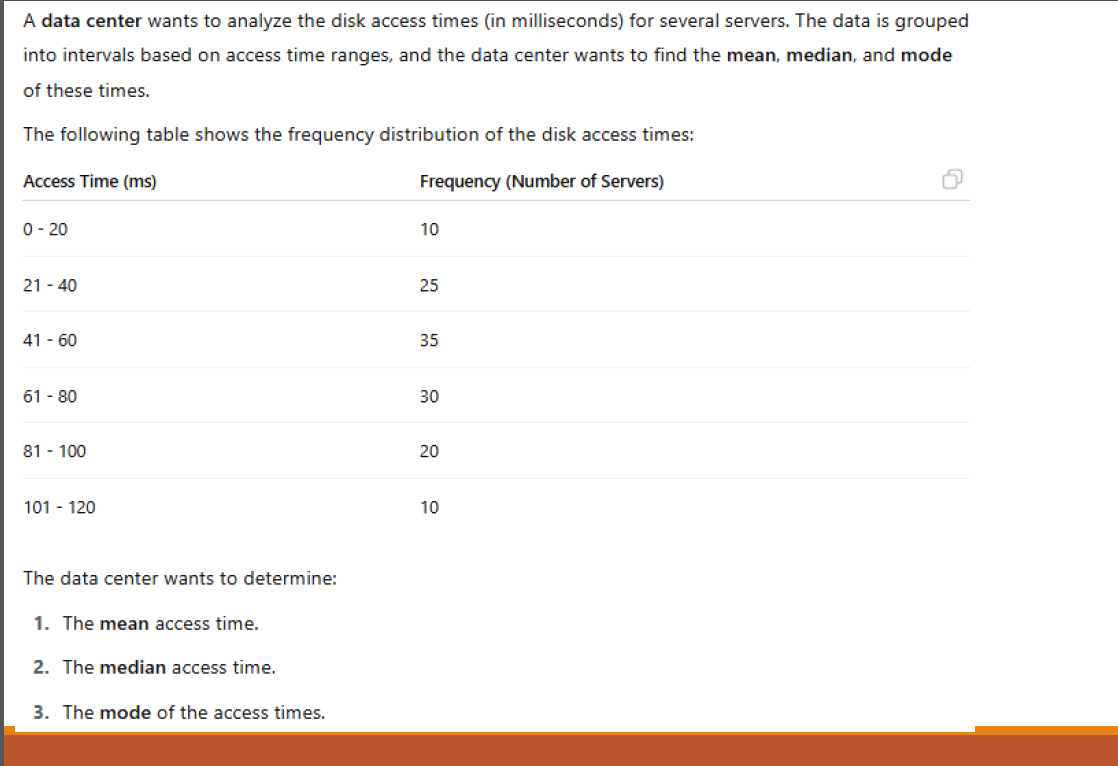 A data center wants to analyze the disk access times (in milliseconds) for several servers. The data is grouped
into intervals based on access time ranges, and the data center wants to find the mean, median, and mode
of these times.
The following table shows the frequency distribution of the disk access times:
Access Time (ms) Frequency (Number of Servers)
0 - 20 10
21 - 40 25
41 - 60 35
61 - 80 30
81 - 100 20
101 - 120 10
The data center wants to determine:
1. The mean access time.
2. The median access time.
3. The mode of the access times.